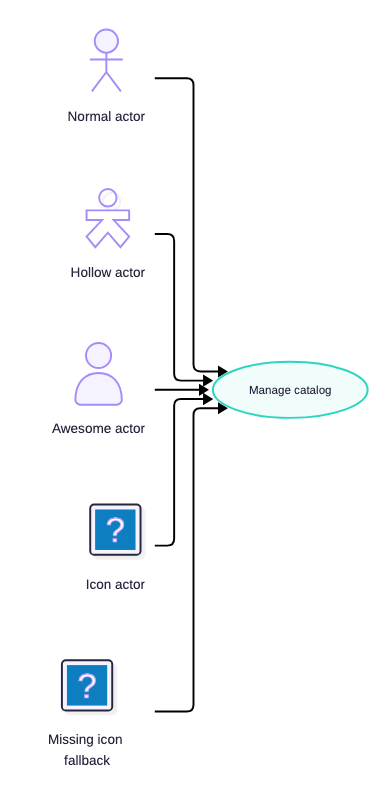 Normal actor
Hollow actor
Manage catalog
Awesome actor
?
Icon actor
?
Missing icon
fallback